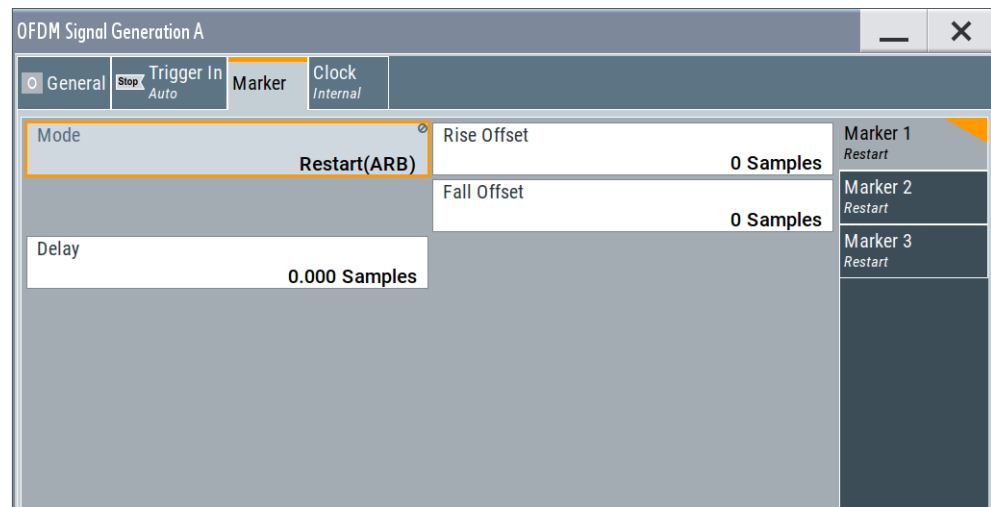 OFDM Signal Generation A
General
Stop
Trigger In
Auto
Marker
Clock
Internal
Mode
Restart(ARB)
Rise Offset
0 Samples
Fall Offset
0 Samples
Delay
0.000 Samples
Marker 1
Restart
Marker 2
Restart
Marker 3
Restart